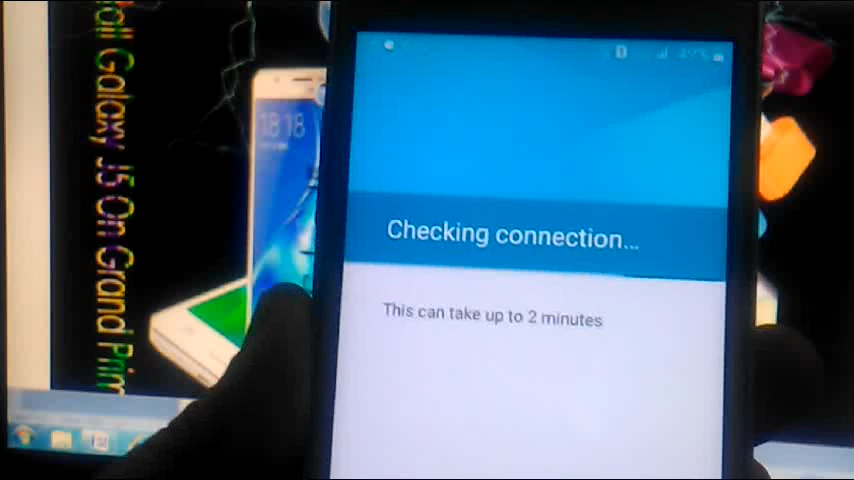 Checking connection...
This can take up to 2 minutes
18 18
Galaxy J5 On Grand Prim